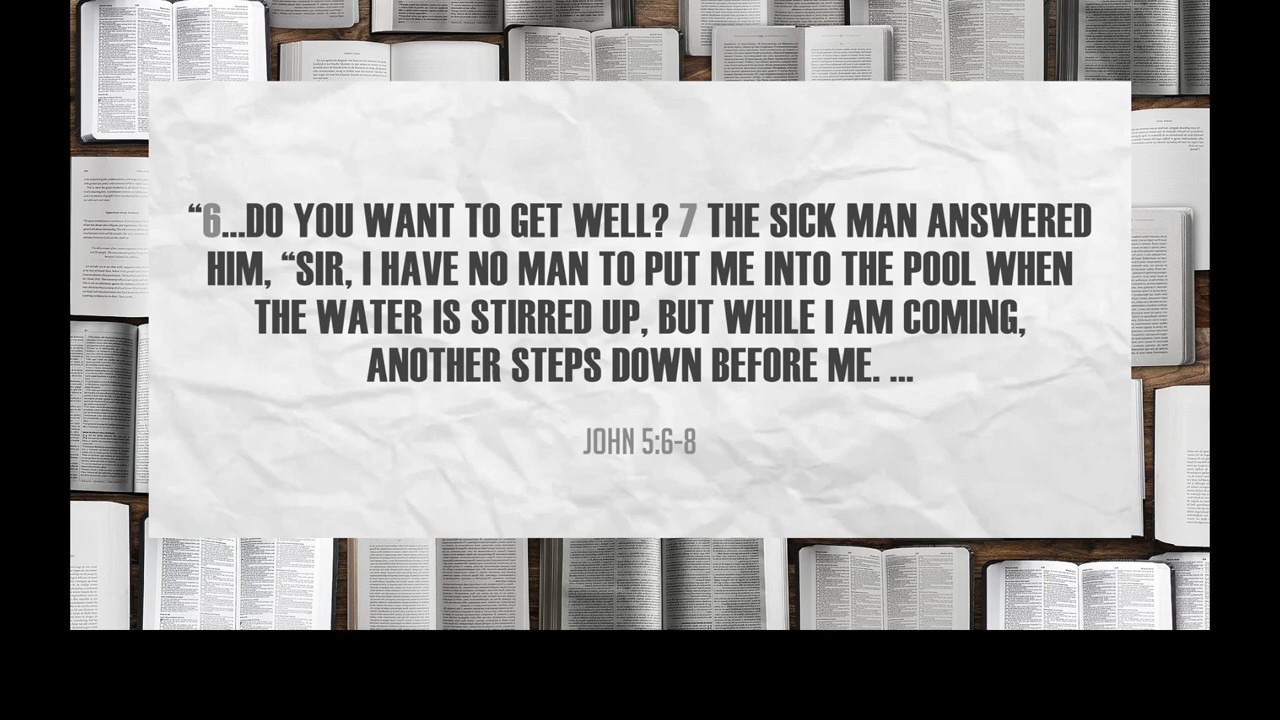 “6...DO YOU WANT TO GET WELL? 7 THE SICK MAN ANSWERED
HIM, “SIR, I HAVE NO MAN TO PUT ME INTO THE POOL WHEN
THE WATER IS STIRRED UP, BUT WHILE I AM COMING,
ANOTHER STEPS DOWN BEFORE ME. ...
JOHN 5:6-8